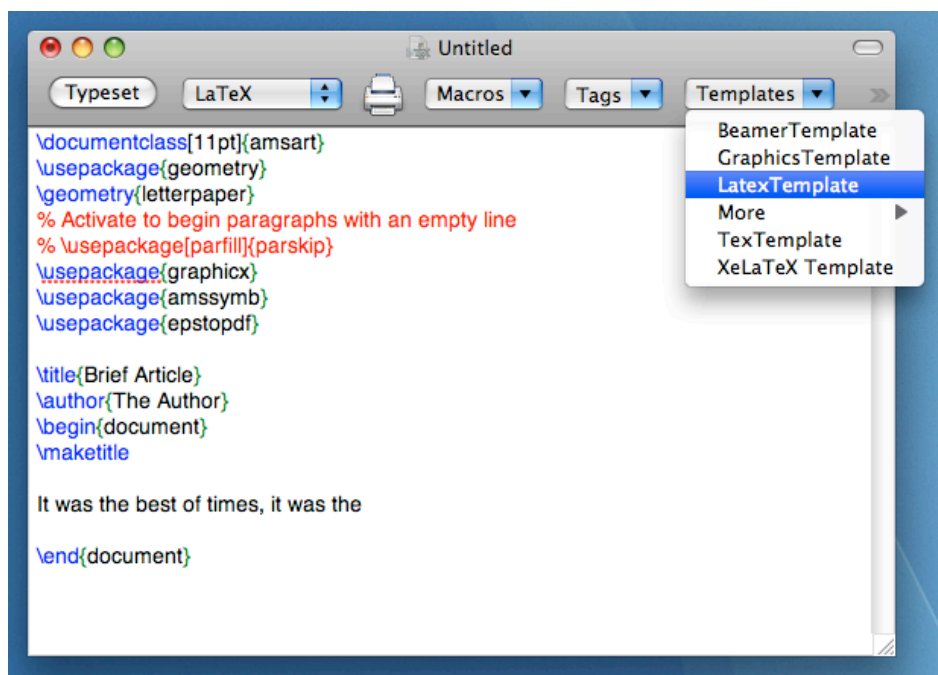 Untitled
Typeset LaTeX Macros Tags Templates
BeamerTemplate
GraphicsTemplate
LatexTemplate
More
TexTemplate
XeLaTeX Template
\documentclass[11pt]{amsart}
\usepackage{geometry}
\geometry{letterpaper}
% Activate to begin paragraphs with an empty line
% \usepackage[parfill]{parskip}
\usepackage{graphicx}
\usepackage{amssymb}
\usepackage{epstopdf}
\title{Brief Article}
\author{The Author}
\begin{document}
\maketitle
It was the best of times, it was the
\end{document}